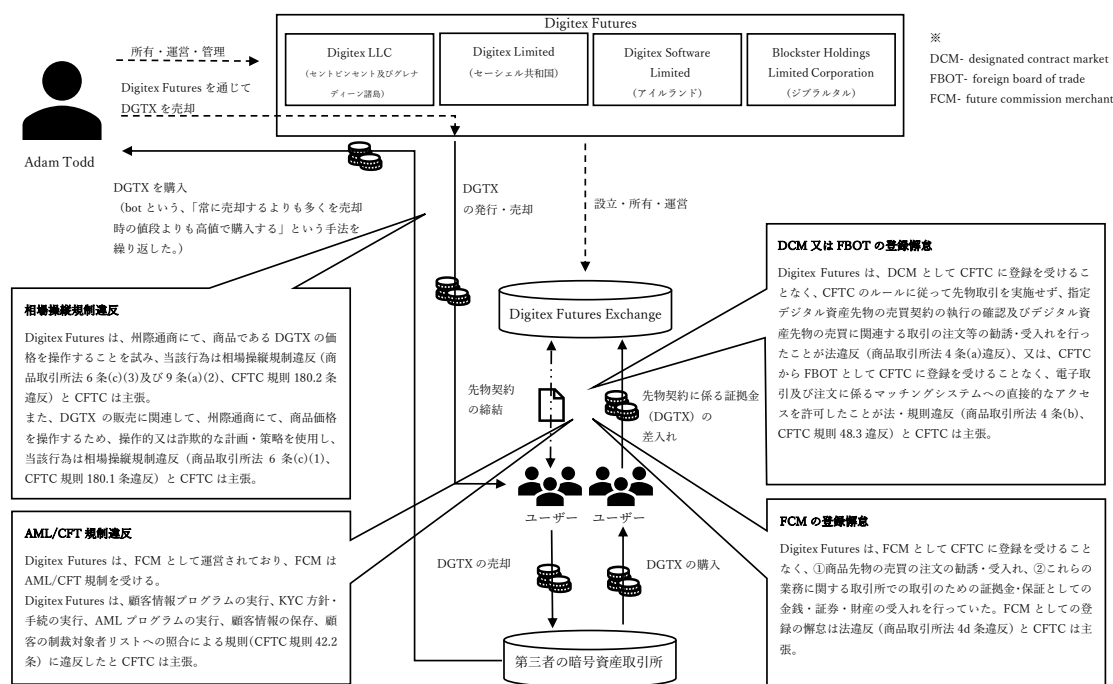 Digitex Futures
Digitex LLC
（セントビンセント及びグレナ
ディーン諸島）
Digitex Limited
（セーシェル共和国）
Digitex Software
Limited
（アイルランド）
Blockster Holdings
Limited Corporation
（ジブラルタル）
※
DCM- designated contract market
FBOT- foreign board of trade
FCM- future commission merchant
所有・運営・管理
Digitex Futures を通じて
DGTX を売却
Adam Todd
DGTX を購入
（bot という、「常に売却するよりも多くを売却
時の値段よりも高値で購入する」という手法を
繰り返した。）
DGTX
の発行・売却
設立・所有・運営
DCM 又は FBOT の登録懈怠
Digitex Futures は、DCM として CFTC に登録を受けるこ
となく、CFTC のルールに従って先物取引を実施せず、指定
デジタル資産先物の売買契約の執行の確認及びデジタル資
産先物の売買に関連する取引の注文等の勧誘・受入れを行っ
たことが法違反（商品取引所法 4 条(a)違反）、又は、CFTC
から FBOT として CFTC に登録を受けることなく、電子取
引及び注文に係るマッチングシステムへの直接的なアクセ
スを許可したことが法・規則違反（商品取引所法 4 条(b)、
CFTC 規則 48.3 違反）と CFTC は主張。
相場操縦規制違反
Digitex Futures は、州際通商にて、商品である DGTX の価
格を操作することを試み、当該行為は相場操縦規制違反（商
品取引所法 6 条(c)(3)及び 9 条(a)(2)、CFTC 規則 180.2 条
違反）と CFTC は主張。
また、DGTX の販売に関連して、州際通商にて、商品価格
を操作するため、操作的又は詐欺的な計画・策略を使用し、
当該行為は相場操縦規制違反（商品取引所法 6 条(c)(1)、
CFTC 規則 180.1 条違反）と CFTC は主張。
Digitex Futures Exchange
先物契約
の締結
先物契約に係る証拠金
（DGTX）の
差入れ
ユーザー
ユーザー
AML/CFT 規制違反
Digitex Futures は、FCM として運営されており、FCM は
AML/CFT 規制を受ける。
Digitex Futures は、顧客情報プログラムの実行、KYC 方針・
手続の実行、AML プログラムの実行、顧客情報の保存、顧
客の制裁対象者リストへの照合による規則(CFTC 規則 42.2
条）に違反したと CFTC は主張。
DGTX の売却
DGTX の購入
FCM の登録懈怠
Digitex Futures は、FCM として CFTC に登録を受けること
なく、①商品先物の売買の注文の勧誘・受入れ、②これらの
業務に関する取引所での取引のための証拠金・保証としての
金銭・証券・財産の受入れを行っていた。FCM としての登
録の懈怠は法違反（商品取引所法 4d 条違反）と CFTC は主
張。
第三者の暗号資産取引所